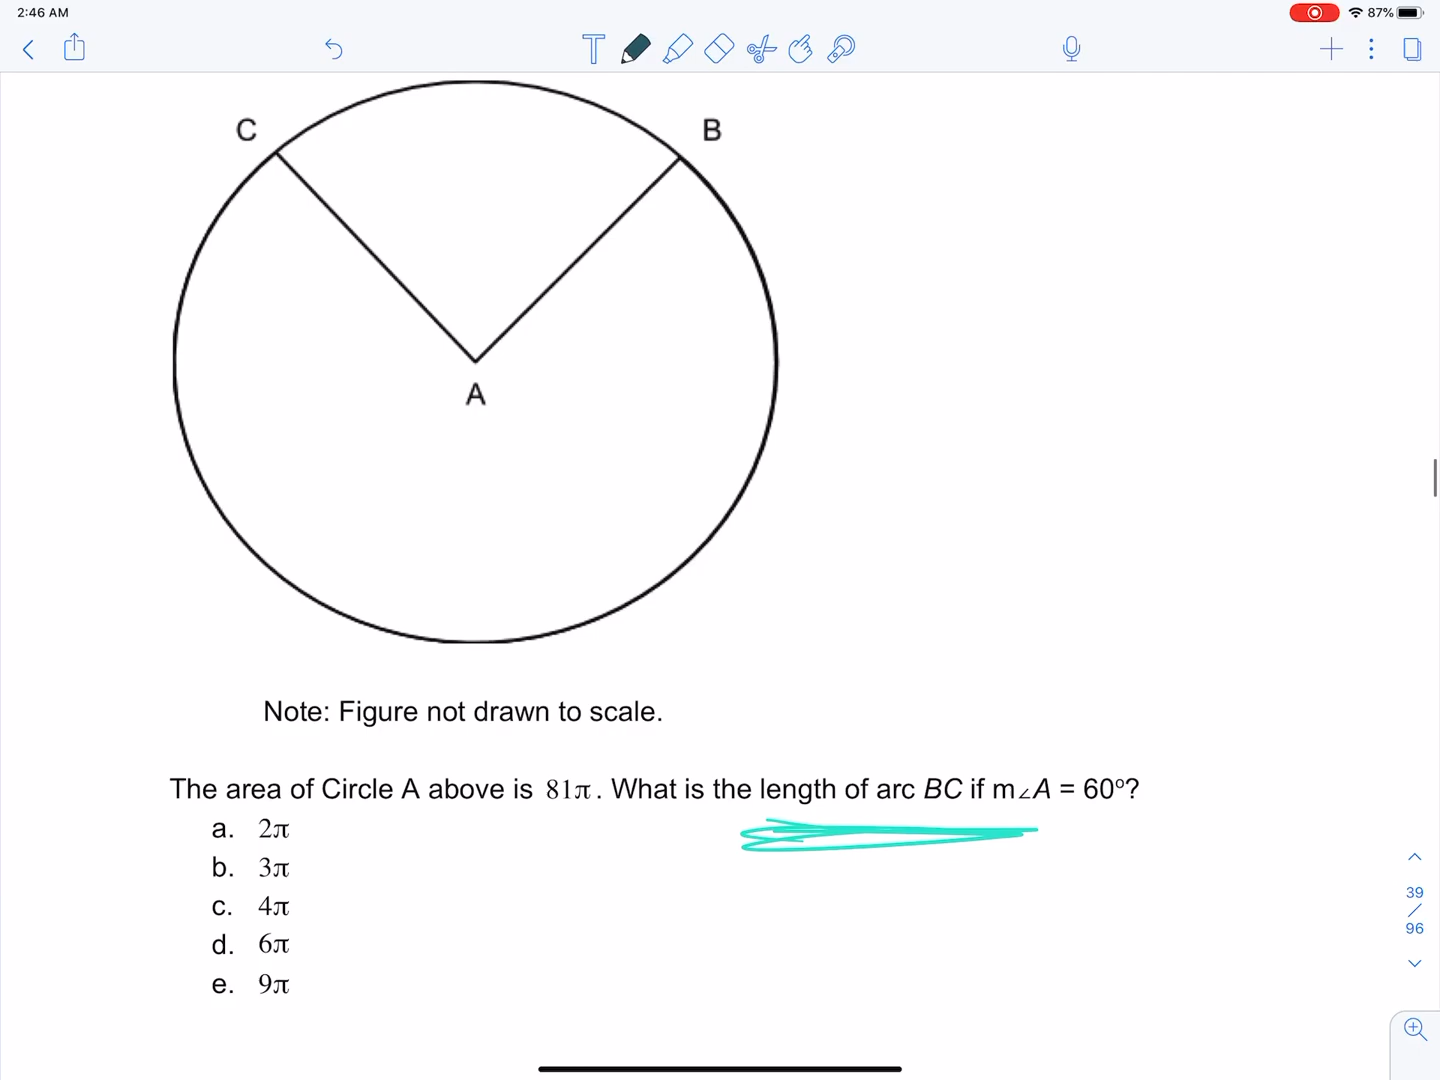 2:46 AM
87%
T
C
B
A
Note: Figure not drawn to scale.
The area of Circle A above is 81π. What is the length of arc BC if m∠A = 60º?
a. 2π
b. 3π
c. 4π
d. 6π
e. 9π
39
/
96